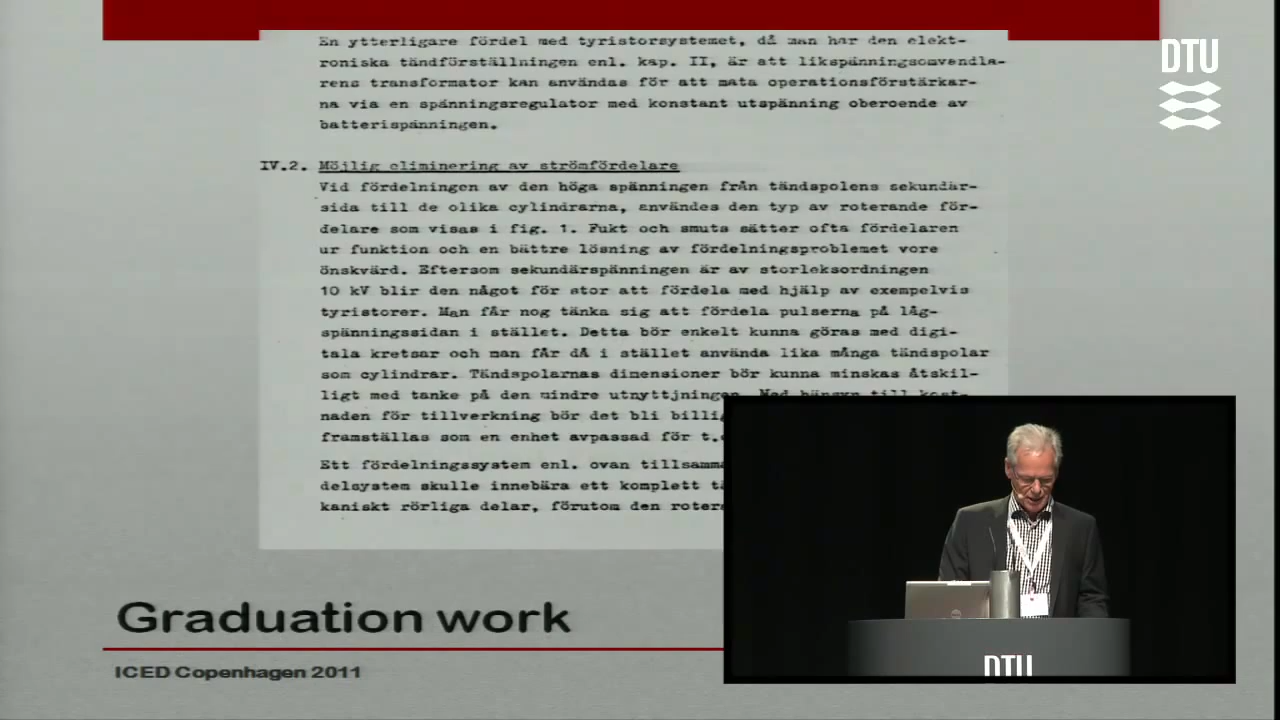 En ytterligare fördel med tyristorsystemet, då man har den elekt-
roniska tändförställningen enl. kap. II, är att likspänningsomvandla-
rens transformator kan användas för att mata operationsförstärkar-
na via en spänningsregulator med konstant utspänning oberoende av
batterispänningen.
IV.2. Möjlig eliminering av strömfördelare
Vid fördelningen av den höga spänningen från tändspolens sekundär-
sida till de olika cylindrarna, användes den typ av roterande för-
delare som visas i fig. 1. Fukt och smuts sätter ofta fördelaren
ur funktion och en bättre lösning av fördelningsproblemet vore
önskvärd. Eftersom sekundärspänningen är av storleksordningen
10 kV blir den något för stor att fördela med hjälp av exempelvis
tyristorer. Man får nog tänka sig att fördela pulserna på låg-
spänningssidan i stället. Detta bör enkelt kunna göras med digi-
tala kretsar och man får då i stället använda lika många tändspolar
som cylindrar. Tändspolarnas dimensioner bör kunna minskas åtskil-
ligt med tanke på den mindre utnyttjningen. Med hänsyn till kost-
naden för tillverkning bör det bli
framställas som en enhet avpassad för
Ett fördelningssystem enl. ovan
delsystem skulle innebära ett komplett
kaniskt rörliga delar, förutom den
Graduation work
ICED Copenhagen 2011
DTU
DTU